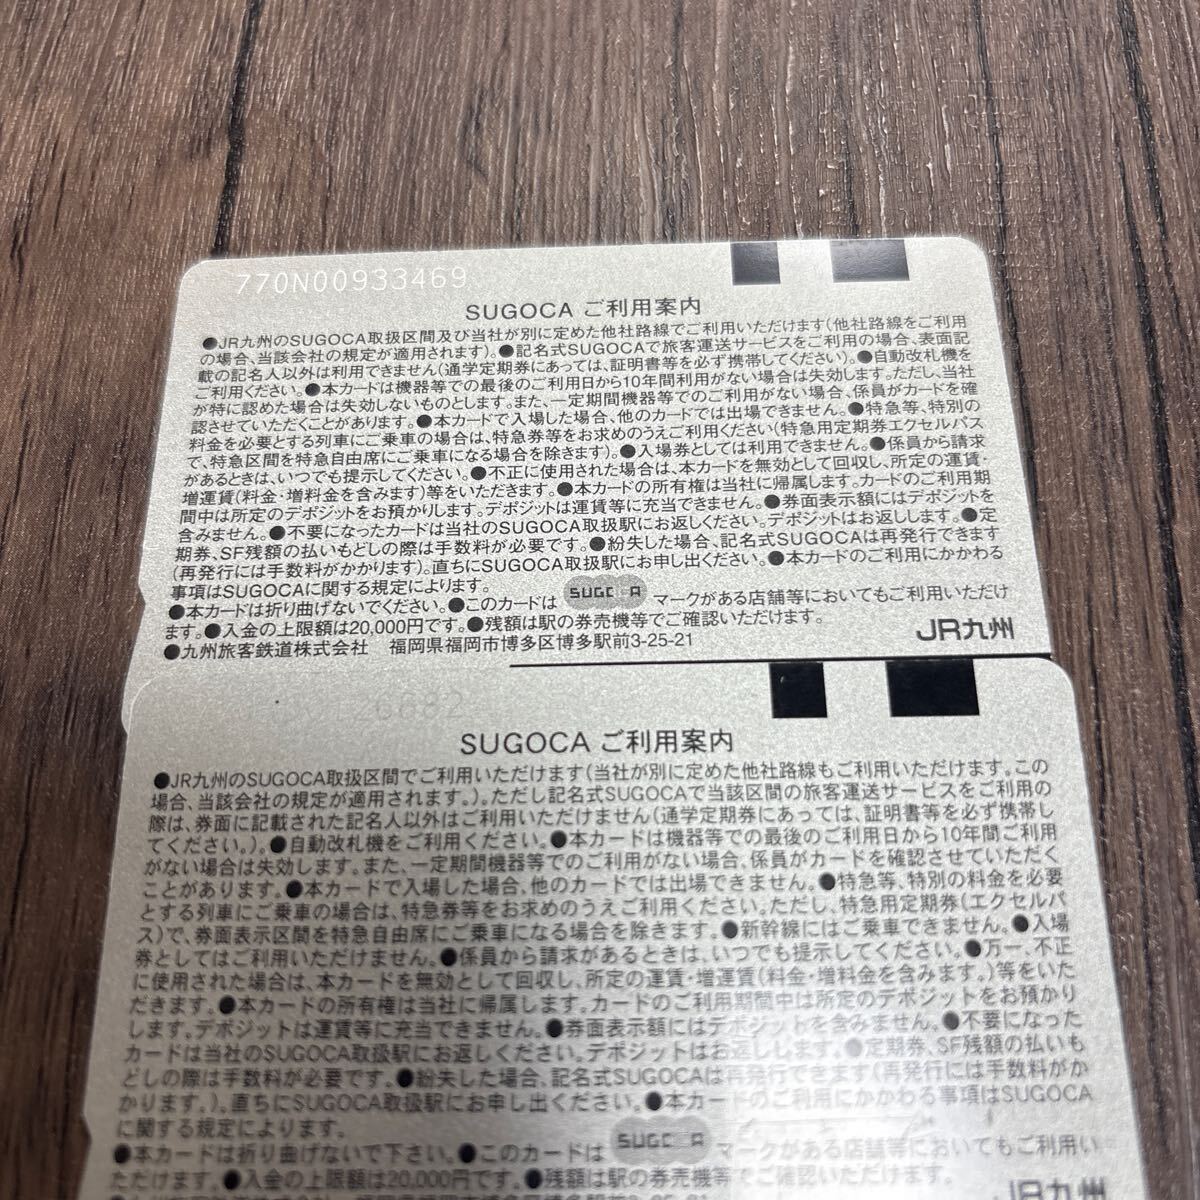 770N00933469
SUGOCA ご利用案内
●JR九州のSUGOCA取扱区間及び当社が別に定めた他社路線でご利用いただけます(他社路線をご利用
の場合、当該会社の規定が適用されます)。●記名式SUGOCAで旅客運送サービスをご利用の場合、表面記
載の記名人以外は利用できません(通学定期券にあっては、証明書等を必ず携帯してください)。●自動改札機を
ご利用ください。●本カードは機器等での最後のご利用日から10年間利用がない場合は失効します。ただし、当社
が特に認めた場合は失効しないものとします。また、一定期間機器等でのご利用がない場合、係員がカードを確
認させていただくことがあります。●本カードで入場した場合、他のカードでは出場できません。●特急等、特別の
料金を必要とする列車にご乗車の場合は、特急券等をお求めのうえご利用ください(特急用定期券エクセルパス
で、特急区間を特急自由席にご乗車になる場合を除きます)。●入場券としては利用できません。●係員から請求
があるときは、いつでも提示してください。●不正に使用された場合は、本カードを無効として回収し、所定の運賃・
増運賃(料金・増料金を含みます)等をいただきます。●本カードの所有権は当社に帰属します。カードのご利用期
間中は所定のデポジットをお預かりします。デポジットは運賃等に充当できません。●券面表示額にはデポジットを
含みません。●不要になったカードは当社のSUGOCA取扱駅にお返しください。デポジットはお返しします。●定
期券、SF残額の払いもどしの際は手数料が必要です。●紛失した場合、記名式SUGOCAは再発行できます
(再発行には手数料がかかります)。直ちにSUGOCA取扱駅にお申し出ください。●本カードのご利用にかかわる
事項はSUGOCAに関する規定によります。
●本カードは折り曲げないでください。●このカードは SUGOCA マークがある店舗等においてもご利用いただけ
ます。●入金の上限額は20,000円です。●残額は駅の券売機等でご確認いただけます。
●九州旅客鉄道株式会社 福岡県福岡市博多区博多駅前3-25-21
JR九州
SUGOCA ご利用案内
●JR九州のSUGOCA取扱区間でご利用いただけます(当社が別に定めた他社路線もご利用いただけます。この
場合、当該会社の規定が適用されます。)。ただし記名式SUGOCAで当該区間の旅客運送サービスをご利用の
際は、券面に記載された記名人以外はご利用いただけません(通学定期券にあっては、証明書等を必ず携帯し
てください。)。●自動改札機をご利用ください。●本カードは機器等での最後のご利用日から10年間ご利用
がない場合は失効します。また、一定期間機器等でのご利用がない場合、係員がカードを確認させていただく
ことがあります。●本カードで入場した場合、他のカードでは出場できません。●特急等、特別の料金を必要
とする列車にご乗車の場合は、特急券等をお求めのうえご利用ください。ただし、特急用定期券(エクセルパ
ス)で、券面表示区間を特急自由席にご乗車になる場合を除きます。●新幹線にはご乗車できません。●入場
券としてはご利用いただけません。●係員から請求があるときは、いつでも提示してください。●万一、不正
に使用された場合は、本カードを無効として回収し、所定の運賃・増運賃(料金・増料金を含みます。)等をいた
だきます。●本カードの所有権は当社に帰属します。カードのご利用期間中は所定のデポジットをお預かり
します。デポジットは運賃等に充当できません。●券面表示額にはデポジットを含みません。●不要になった
カードは当社のSUGOCA取扱駅にお返しください。デポジットはお返しします。●定期券、SF残額の払いも
どしの際は手数料が必要です。●紛失した場合、記名式SUGOCAは再発行できます(再発行には手数料がか
かります。)。直ちにSUGOCA取扱駅にお申し出ください。●本カードのご利用にかかわる事項はSUGOCA
に関する規定によります。
●本カードは折り曲げないで下さい。●このカードは SUGOCA マークがある店舗等においてもご利用い
ただけます。●入金の上限額は20,000円です。●残額は駅の券売機等でご確認いただけます。
JR九州